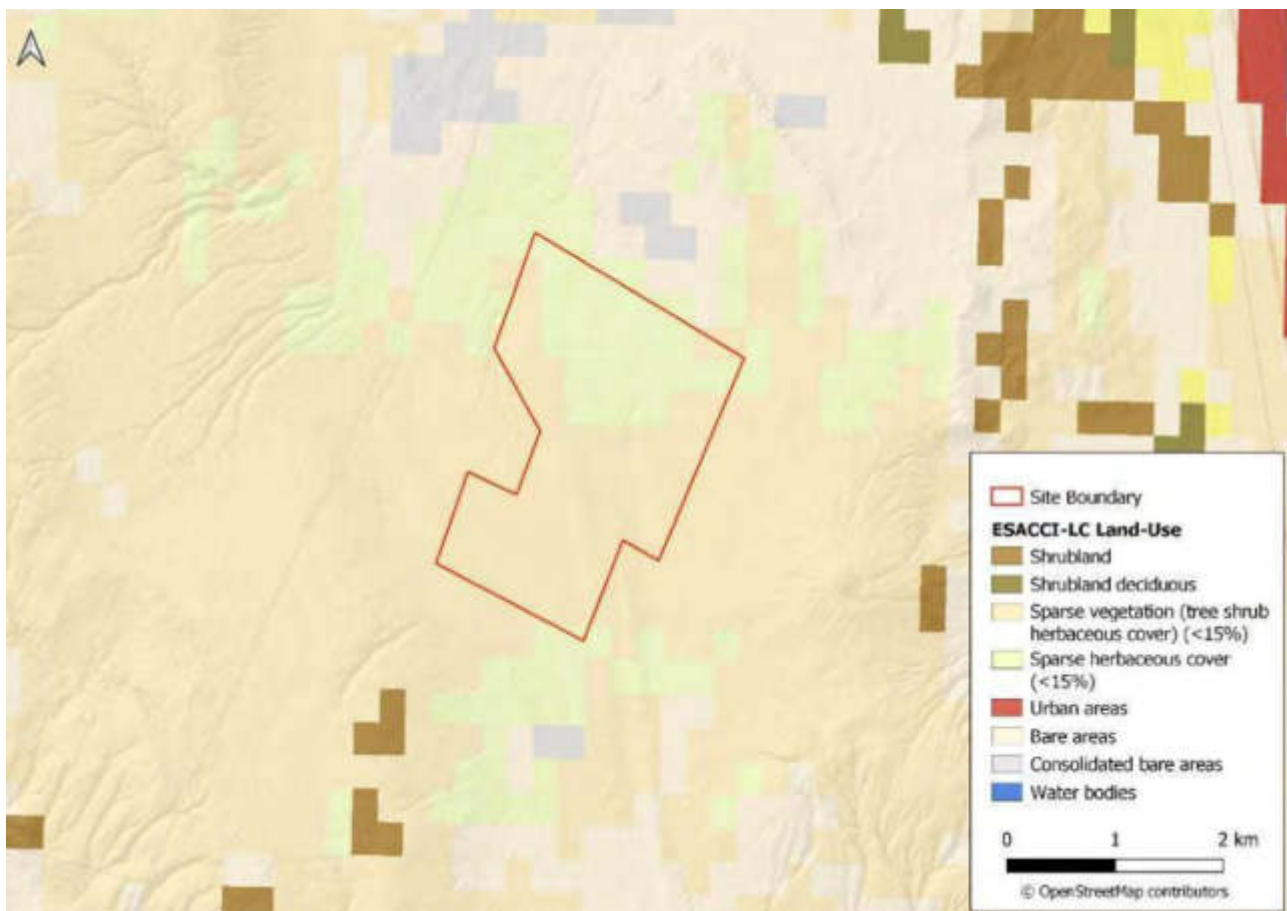 Site Boundary
ESACCI-LC Land-Use
Shrubland
Shrubland deciduous
Sparse vegetation (tree shrub
herbaceous cover) (<15%)
Sparse herbaceous cover
(<15%)
Urban areas
Bare areas
Consolidated bare areas
Water bodies
0 1 2 km
© OpenStreetMap contributors